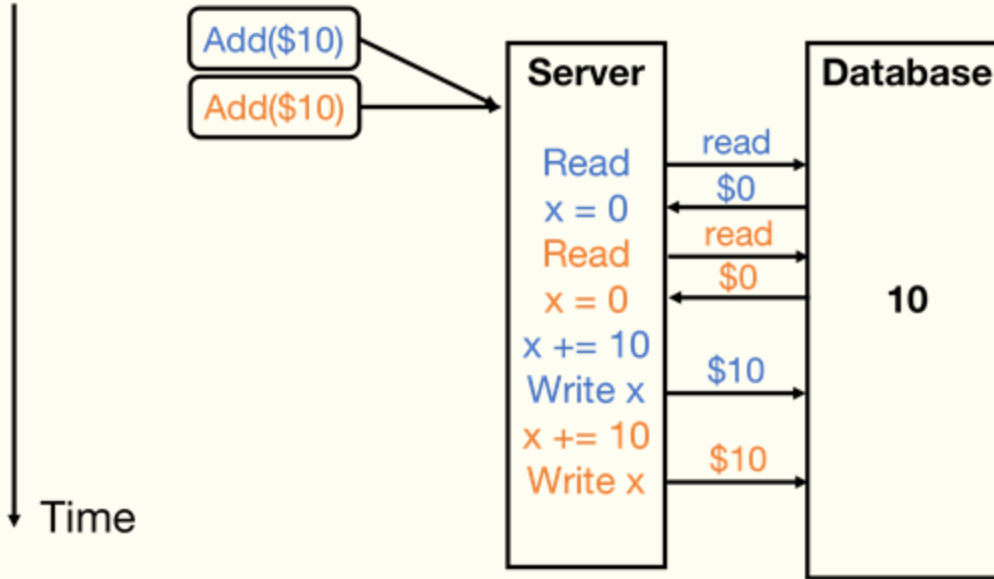 Add($10)
Add($10)
Server
Database
Read
read
x = 0
$0
Read
read
x = 0
$0
10
x += 10
Write x
$10
x += 10
Write x
$10
Time